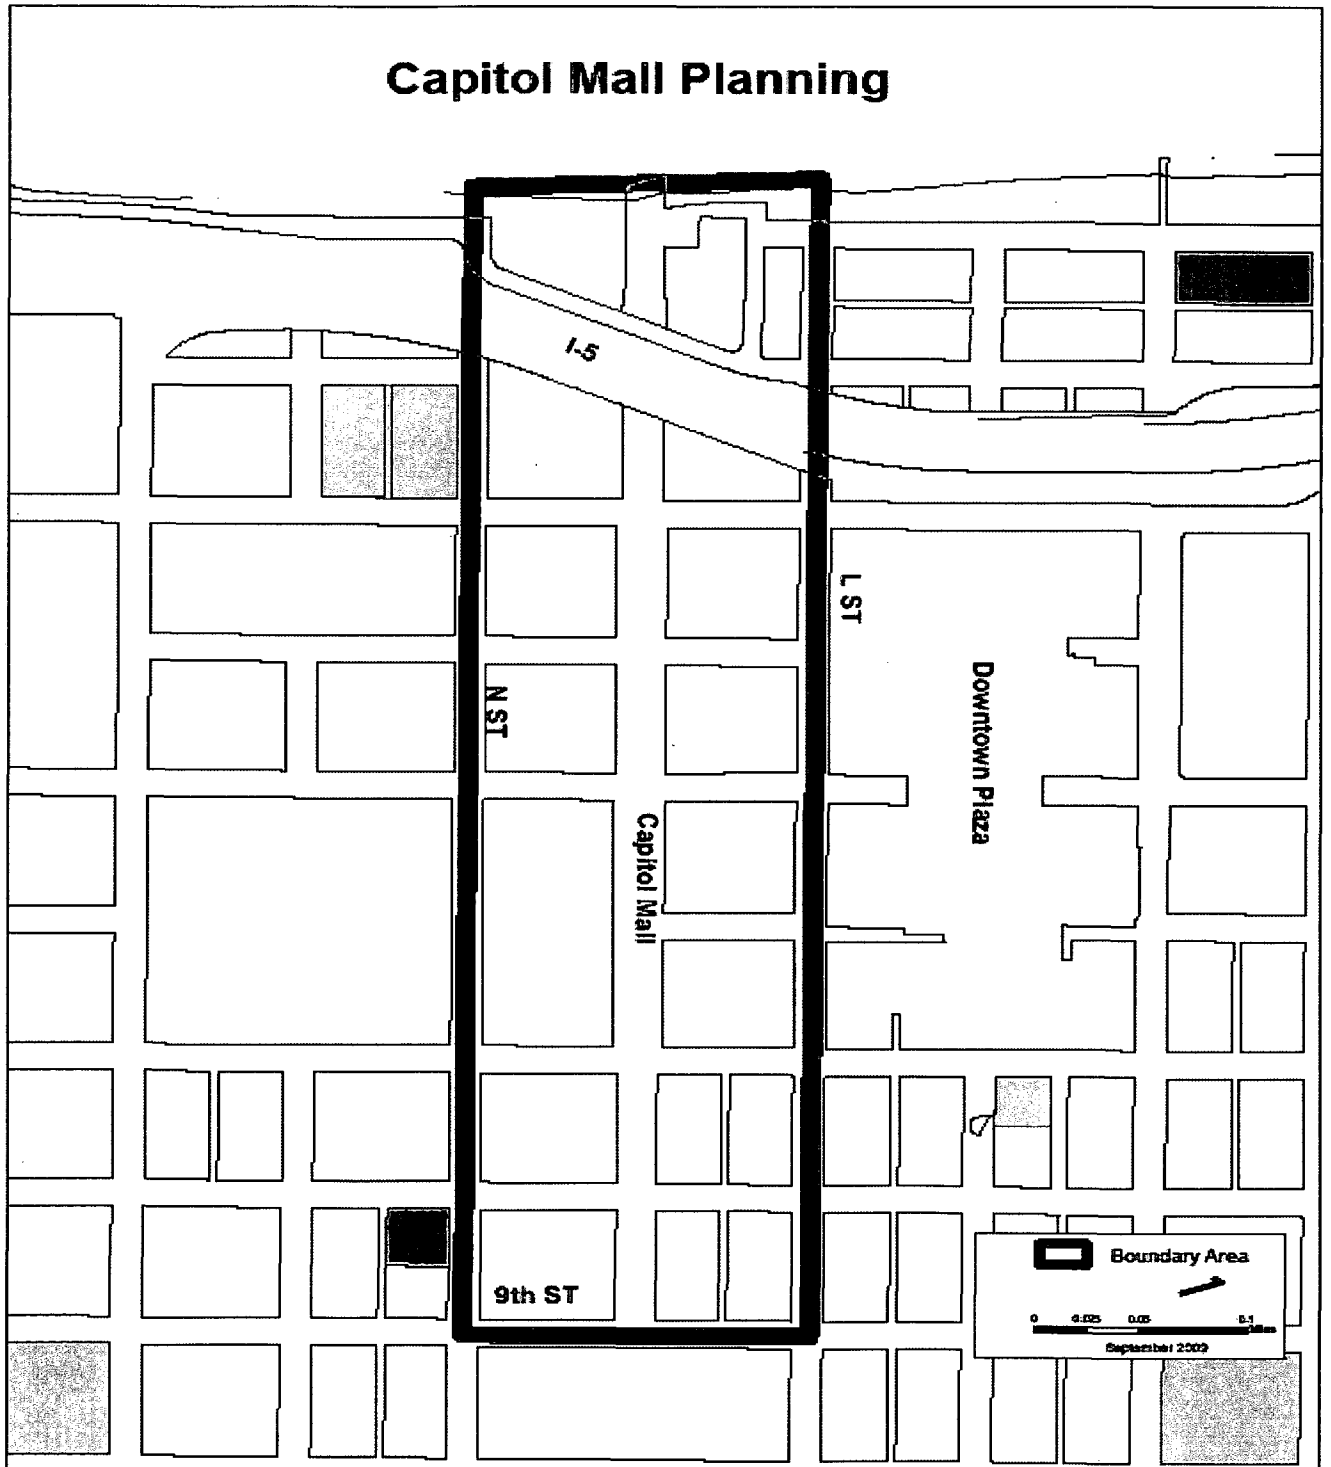 Capitol Mall Planning
I-5
L ST
N ST
Downtown Plaza
Capitol Mall
9th ST
Boundary Area
0 0.025 0.05 0.1
Miles
September 2009